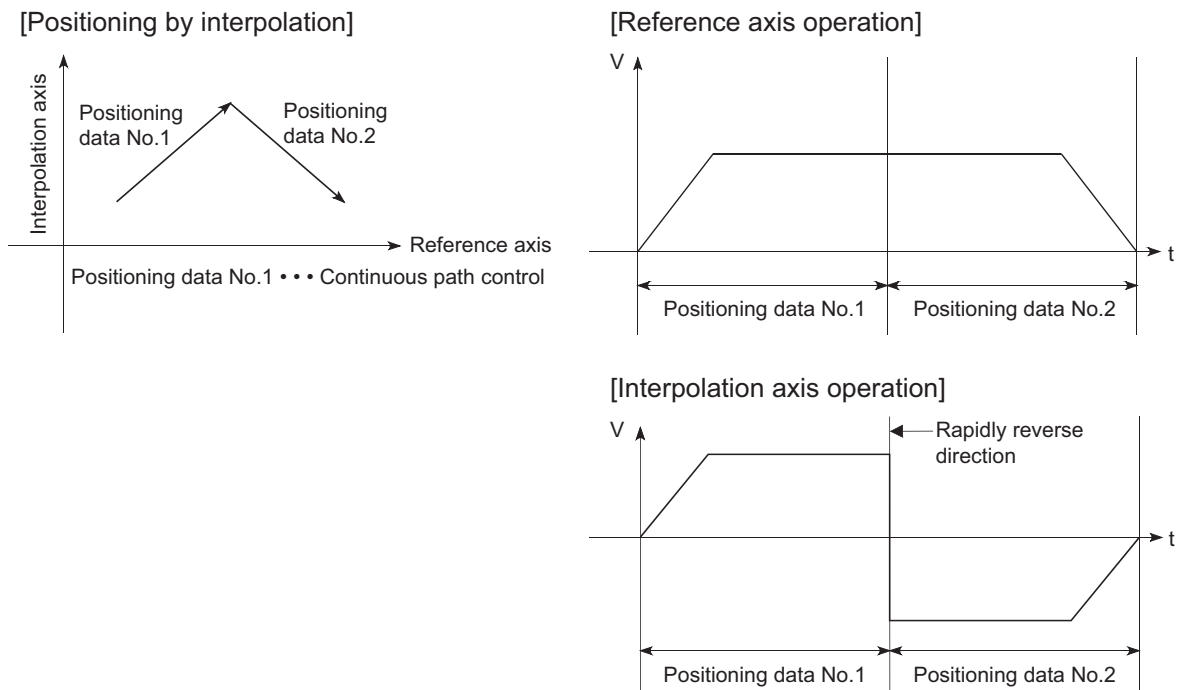 [Positioning by interpolation]
Interpolation axis
Positioning
data No.1
Positioning
data No.2
Reference axis
Positioning data No.1 • • • Continuous path control
[Reference axis operation]
V
t
Positioning data No.1
Positioning data No.2
[Interpolation axis operation]
V
Rapidly reverse
direction
t
Positioning data No.1
Positioning data No.2